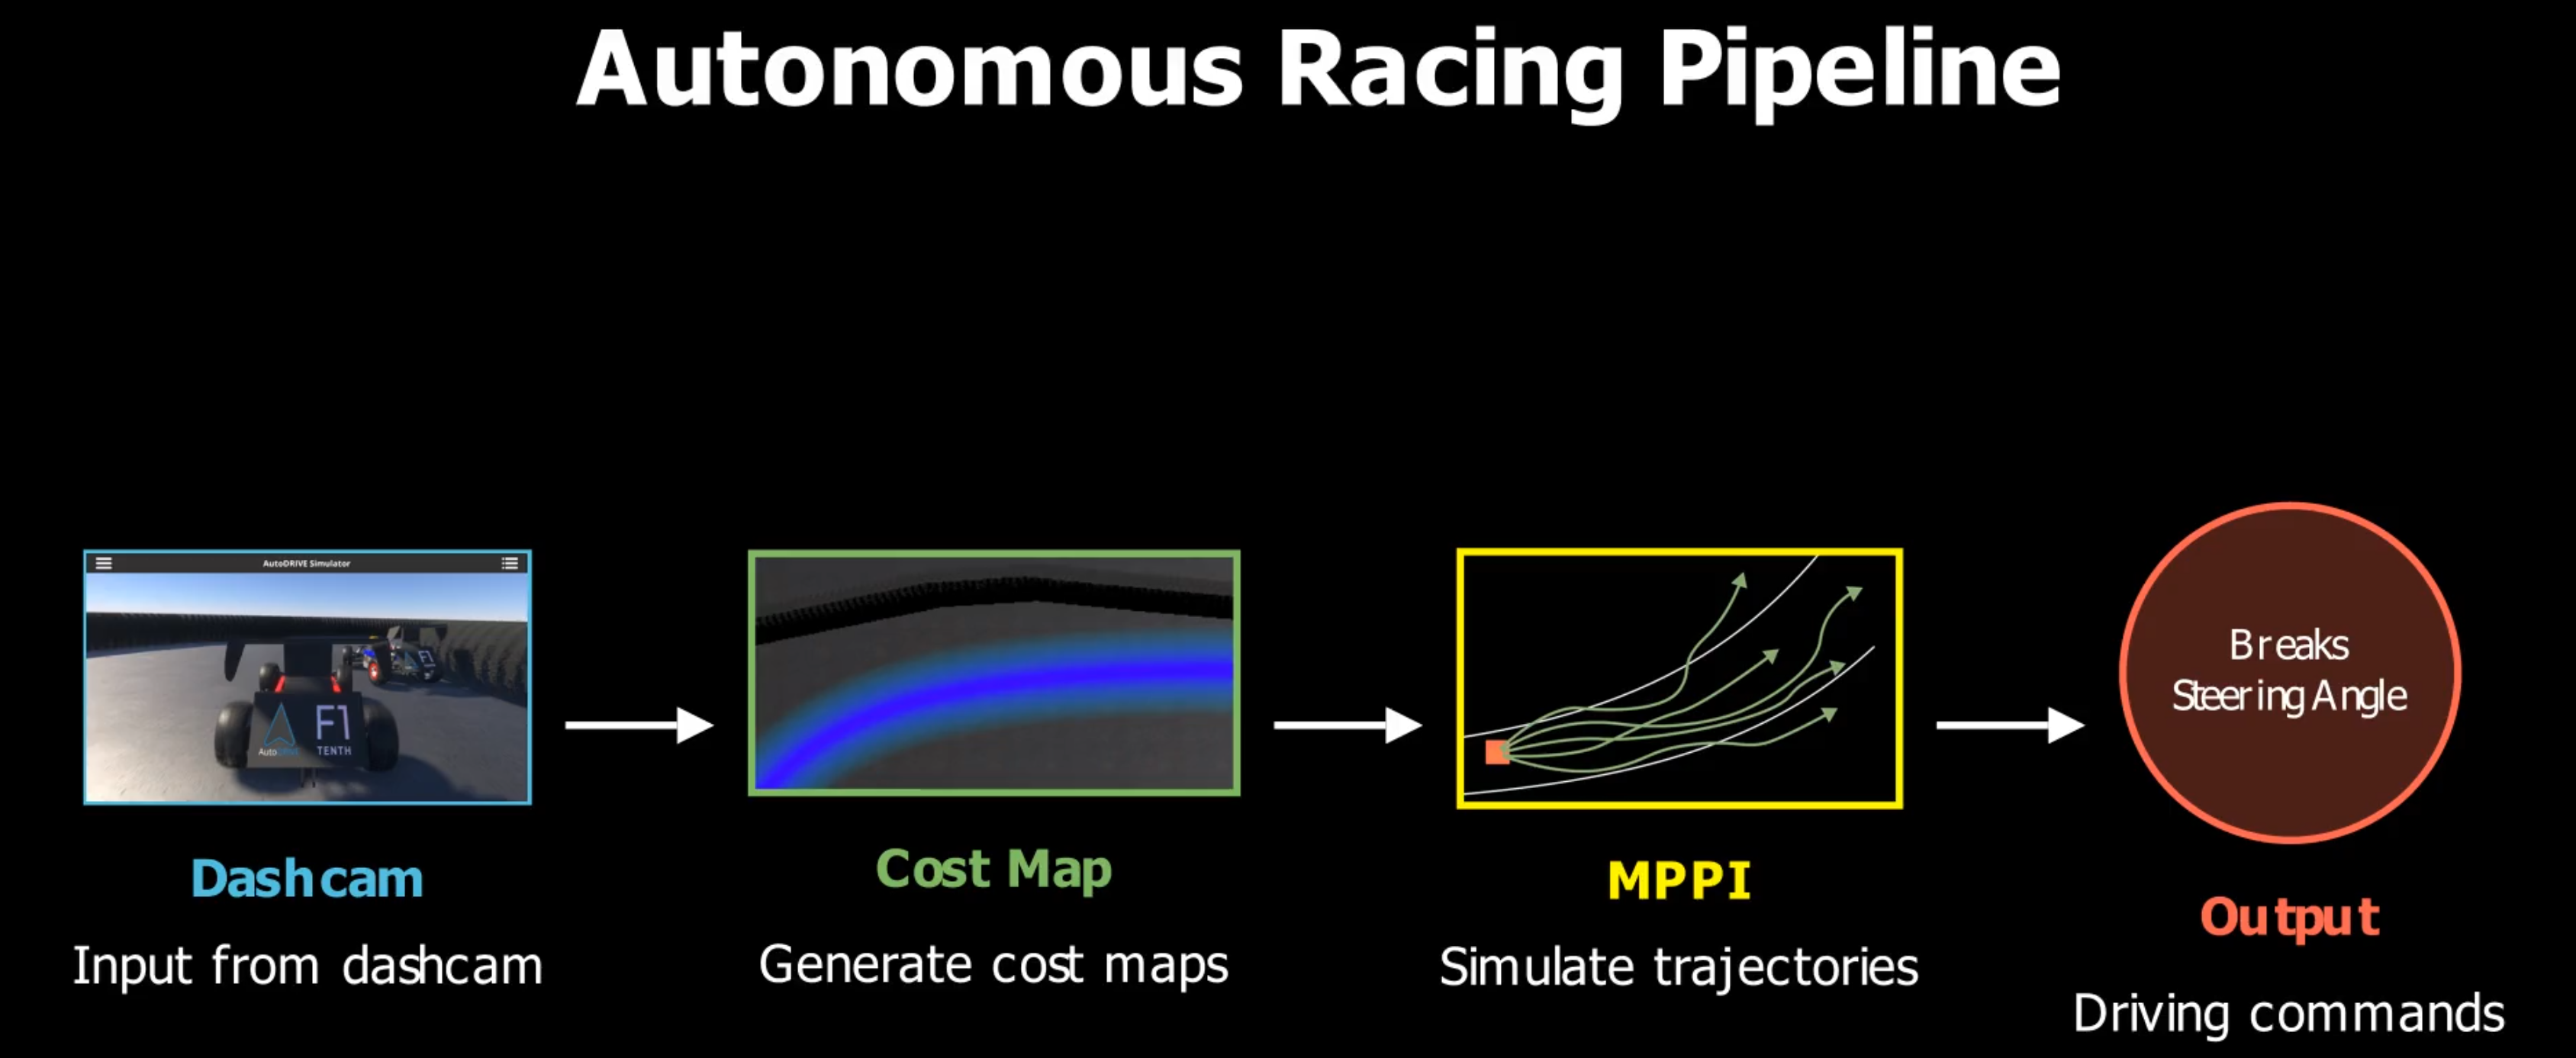 Autonomous Racing Pipeline
AutoDRIVE Simulator
F1
F1
TENTH
Dashcam
Input from dashcam
Cost Map
Generate cost maps
MPPI
Simulate trajectories
Breaks
Steering Angle
Output
Driving commands